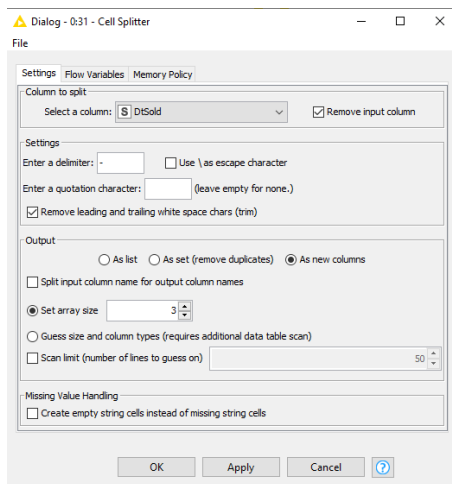 Dialog - 0:31 - Cell Splitter
File
Settings Flow Variables Memory Policy
Column to split
Select a column: S DtSold Remove input column
Settings
Enter a delimiter: - Use \ as escape character
Enter a quotation character: (leave empty for none.)
Remove leading and trailing white space chars (trim)
Output
As list As set (remove duplicates) As new columns
Split input column name for output column names
Set array size 3
Guess size and column types (requires additional data table scan)
Scan limit (number of lines to guess on) 50
Missing Value Handling
Create empty string cells instead of missing string cells
OK Apply Cancel ?